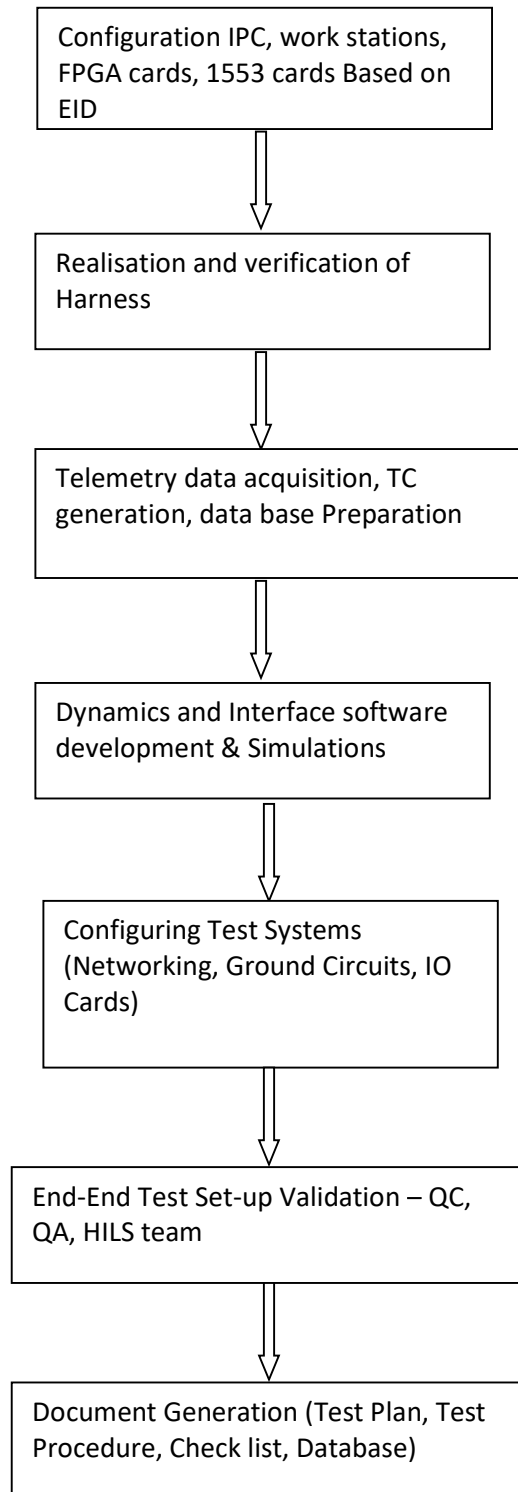 Configuration IPC, work stations,
FPGA cards, 1553 cards Based on
EID
Realisation and verification of
Harness
Telemetry data acquisition, TC
generation, data base Preparation
Dynamics and Interface software
development & Simulations
Configuring Test Systems
(Networking, Ground Circuits, IO
Cards)
End-End Test Set-up Validation – QC,
QA, HILS team
Document Generation (Test Plan, Test
Procedure, Check list, Database)